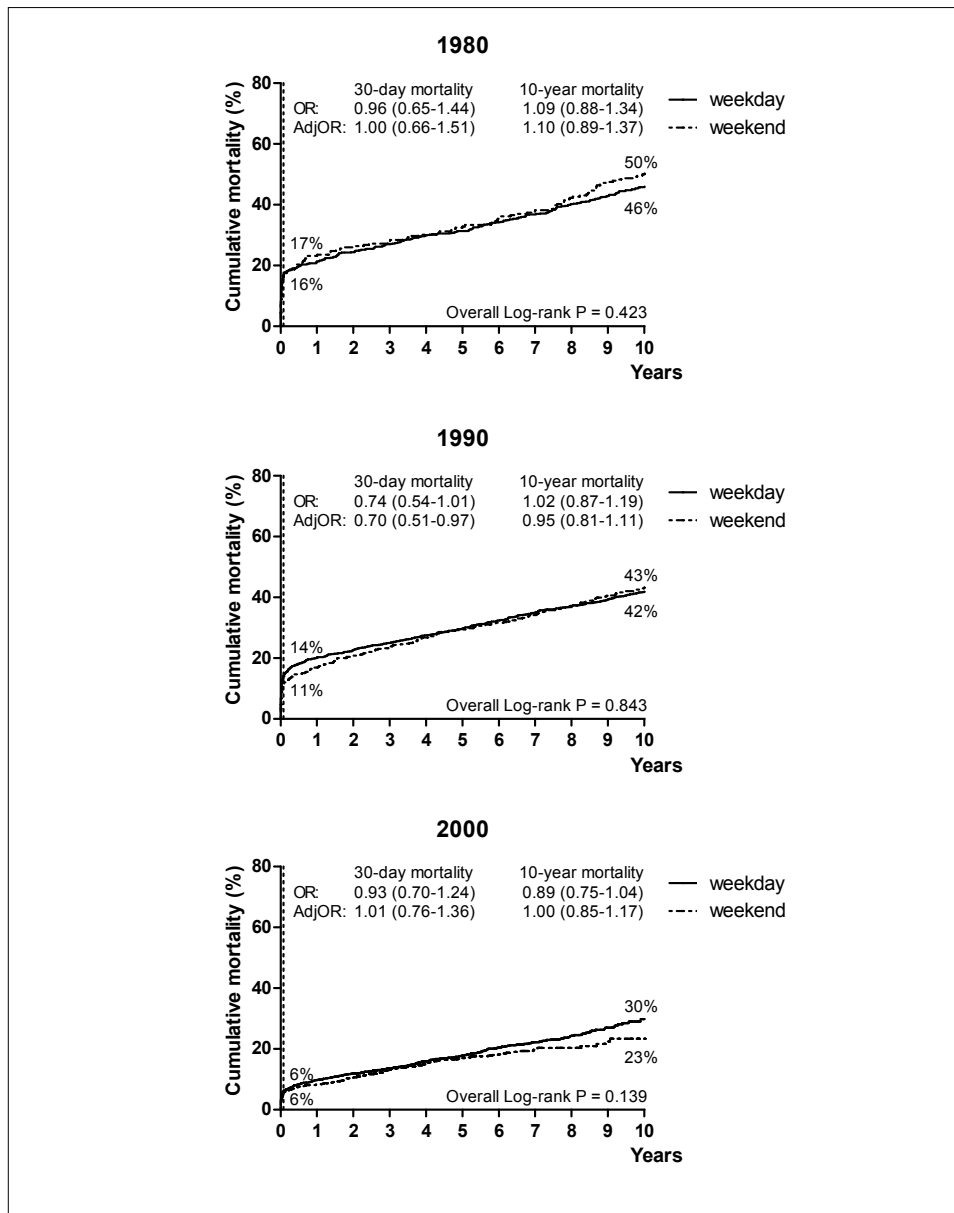 1980
Cumulative mortality (%)
80
60
40
20
0
30-day mortality 10-year mortality
OR: 0.96 (0.65-1.44) 1.09 (0.88-1.34)
AdjOR: 1.00 (0.66-1.51) 1.10 (0.89-1.37)
weekday
weekend
50%
46%
17%
16%
Overall Log-rank P = 0.423
0 1 2 3 4 5 6 7 8 9 10
Years
1990
Cumulative mortality (%)
80
60
40
20
0
30-day mortality 10-year mortality
OR: 0.74 (0.54-1.01) 1.02 (0.87-1.19)
AdjOR: 0.70 (0.51-0.97) 0.95 (0.81-1.11)
weekday
weekend
43%
42%
14%
11%
Overall Log-rank P = 0.843
0 1 2 3 4 5 6 7 8 9 10
Years
2000
Cumulative mortality (%)
80
60
40
20
0
30-day mortality 10-year mortality
OR: 0.93 (0.70-1.24) 0.89 (0.75-1.04)
AdjOR: 1.01 (0.76-1.36) 1.00 (0.85-1.17)
weekday
weekend
30%
23%
6%
6%
Overall Log-rank P = 0.139
0 1 2 3 4 5 6 7 8 9 10
Years